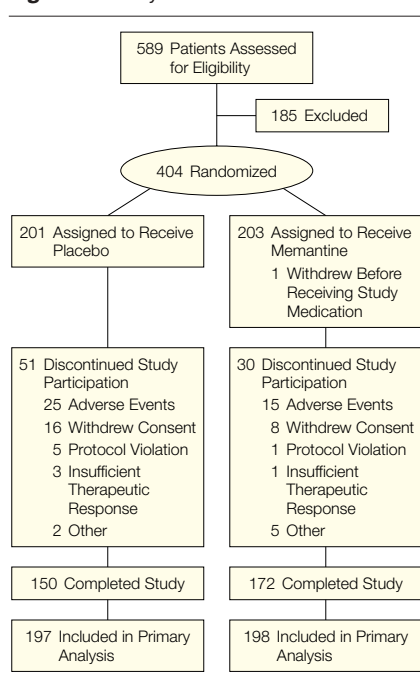 589 Patients Assessed
for Eligibility
185 Excluded
404 Randomized
201 Assigned to Receive
Placebo
203 Assigned to Receive
Memantine
1 Withdrew Before
Receiving Study
Medication
51 Discontinued Study
Participation
25 Adverse Events
16 Withdrew Consent
5 Protocol Violation
3 Insufficient
Therapeutic
Response
2 Other
30 Discontinued Study
Participation
15 Adverse Events
8 Withdrew Consent
1 Protocol Violation
1 Insufficient
Therapeutic
Response
5 Other
150 Completed Study
172 Completed Study
197 Included in Primary
Analysis
198 Included in Primary
Analysis